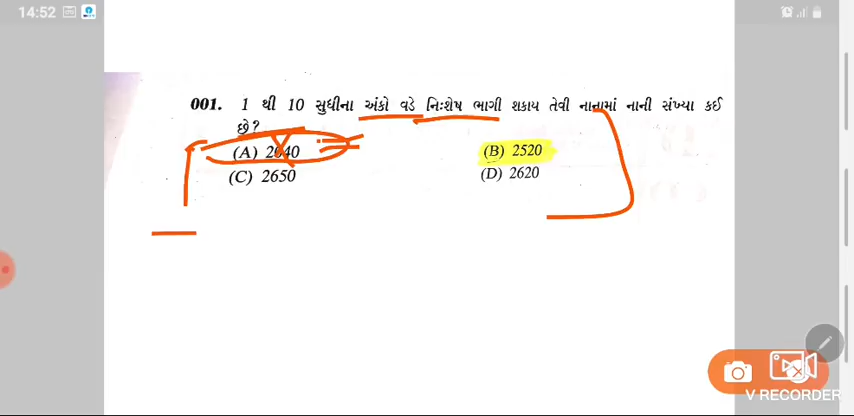 14:52
001. 1 થી 10 સુધીના અંકો વડે નિઃશેષ ભાગી શકાય તેવી નાનામાં નાની સંખ્યા કઈ
છે?
(A) 2040 (B) 2520
(C) 2650 (D) 2620
V RECORDER